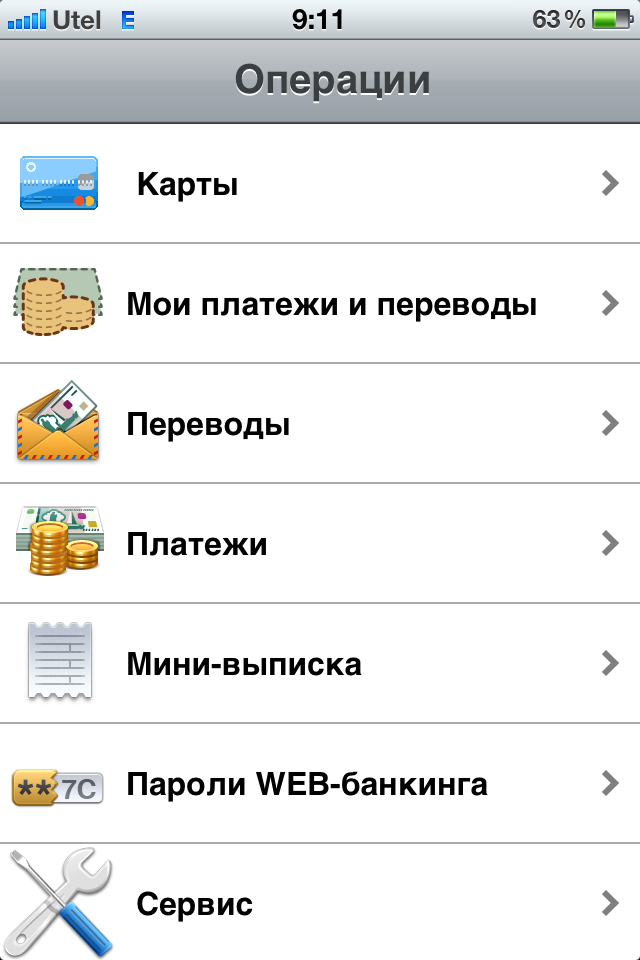 Utel E 9:11 63 %
Операции
Карты
Мои платежи и переводы
Переводы
Платежи
Мини-выписка
**7C Пароли WEB-банкинга
Сервис